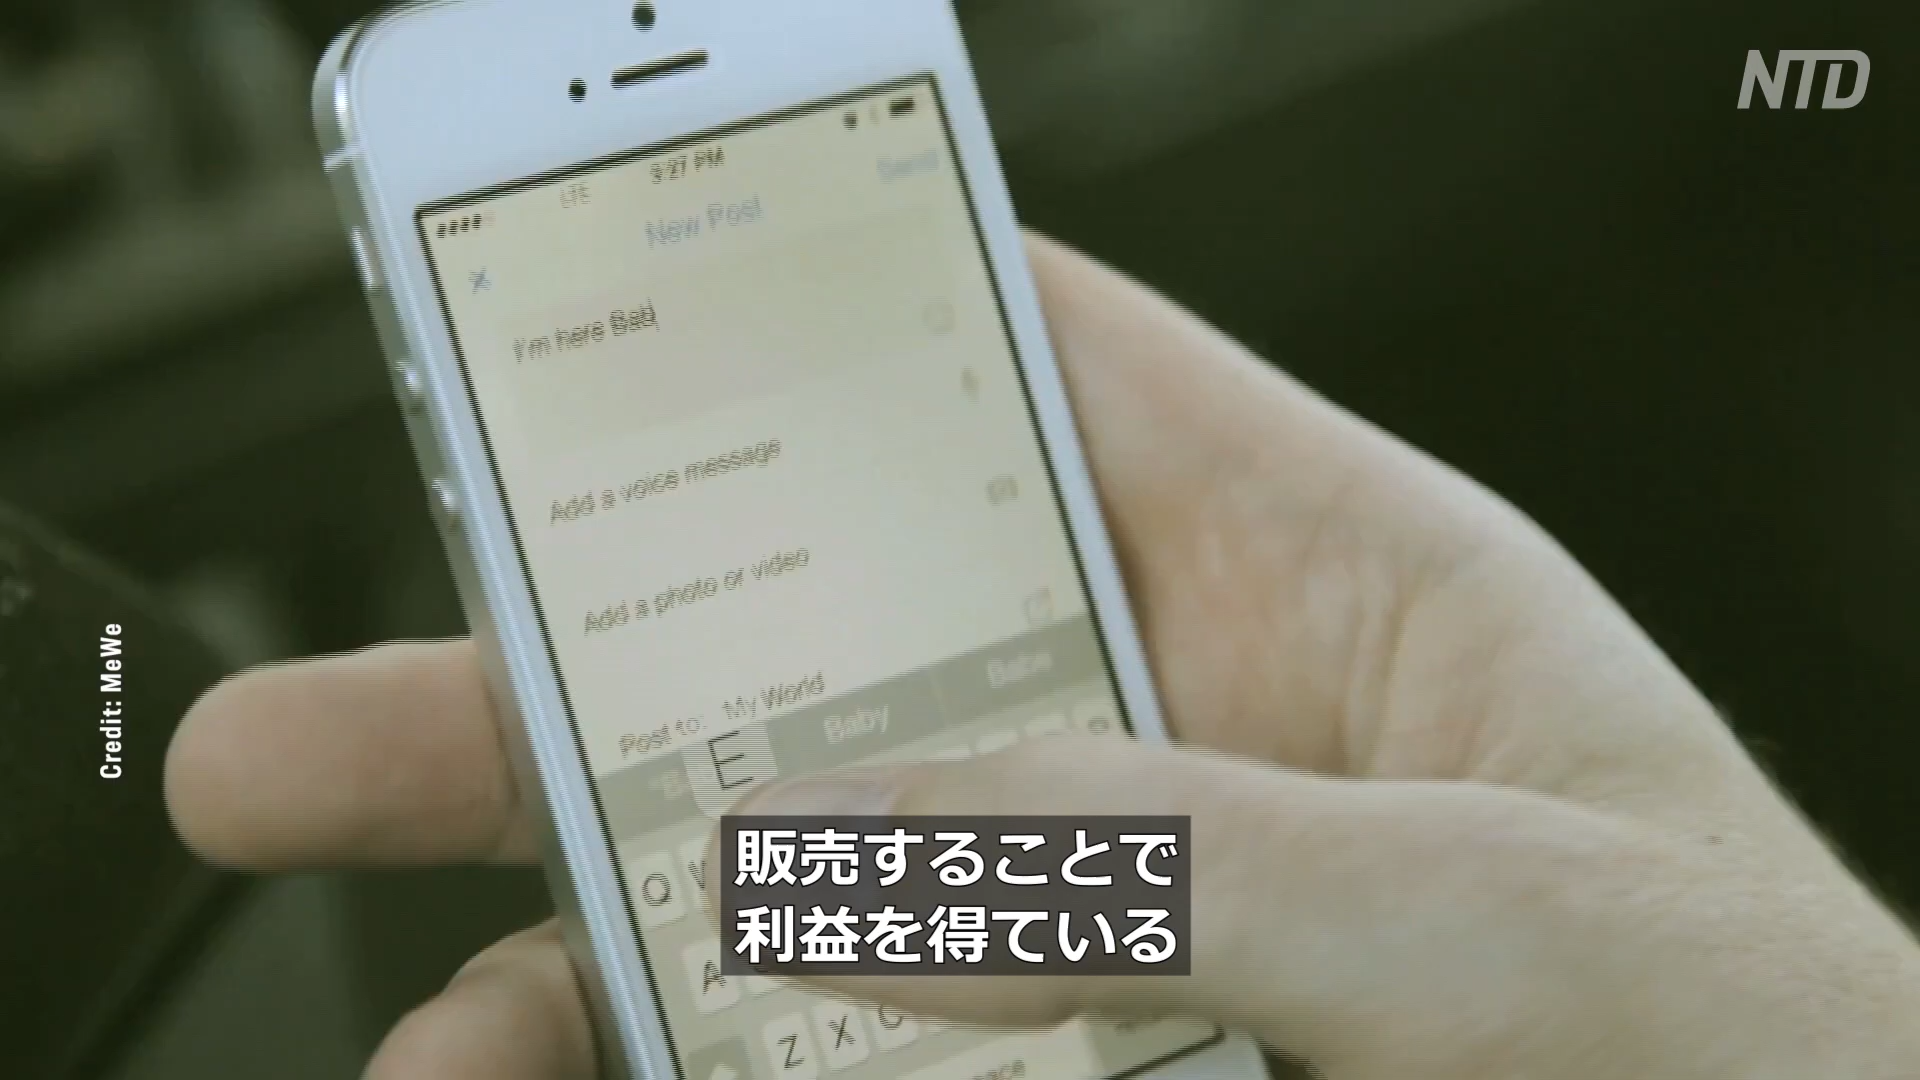 NTD
LTE
9:27 PM
New Post
Send
I'm here Bab
Add a voice message
Add a photo or video
Post to: My World
Baby
Babe
E
Q
A
Z X
Credit: MeWe
販売することで
利益を得ている